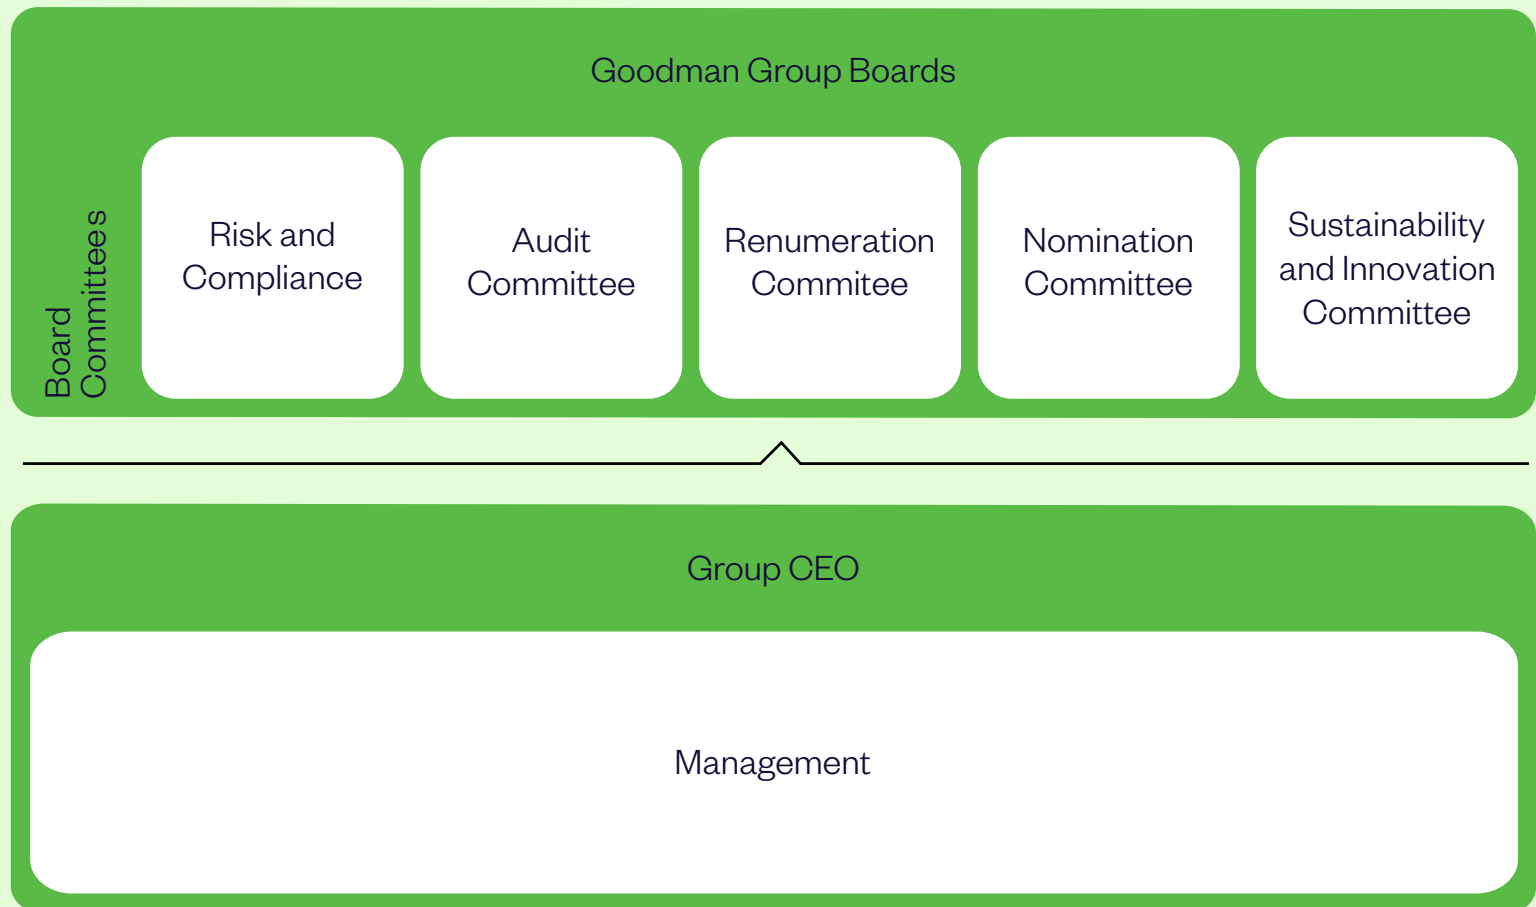 Goodman Group Boards
Board
Committees
Risk and
Compliance
Audit
Committee
Renumeration
Commitee
Nomination
Committee
Sustainability
and Innovation
Committee
Group CEO
Management